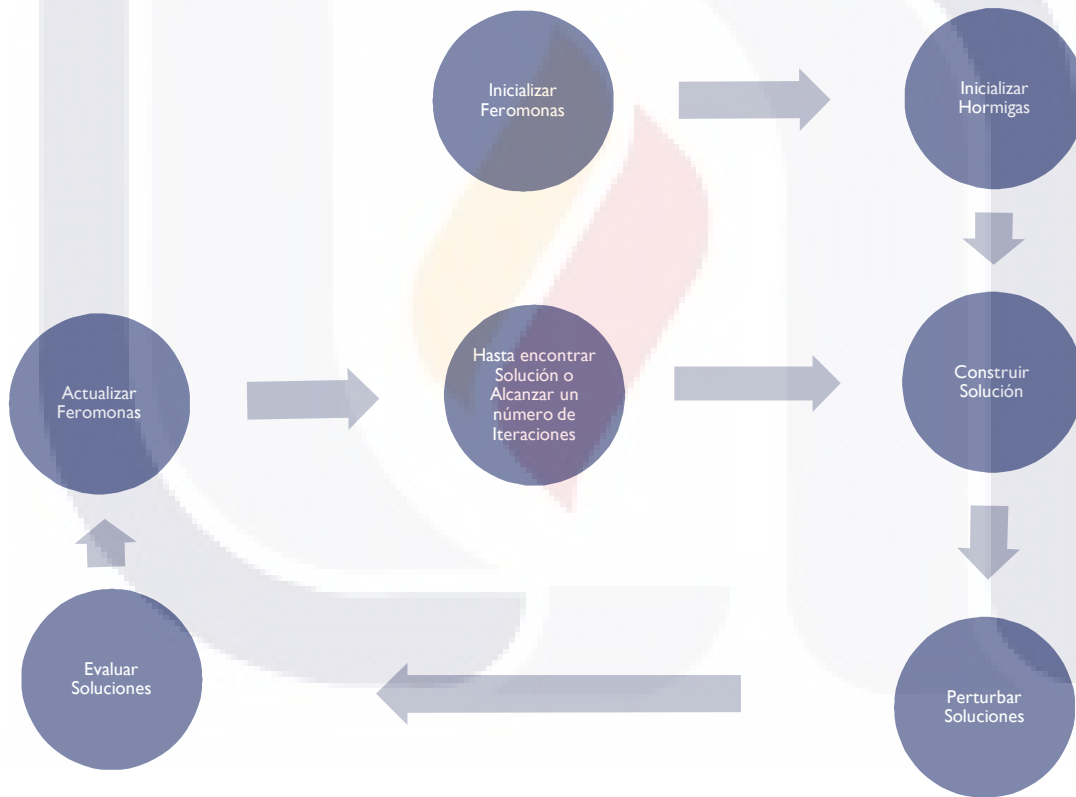 Inicializar
Feromonas
Inicializar
Hormigas
Hasta encontrar
Solución o
Alcanzar un
número de
Iteraciones
Construir
Solución
Actualizar
Feromonas
Evaluar
Soluciones
Perturbar
Soluciones